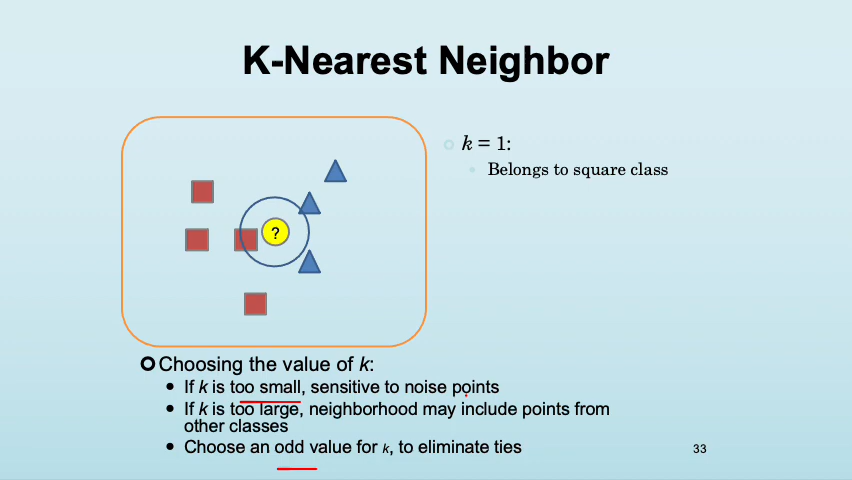 K-Nearest Neighbor
k = 1:
Belongs to square class
?
Choosing the value of k:
If k is too small, sensitive to noise points
If k is too large, neighborhood may include points from
other classes
Choose an odd value for k, to eliminate ties
33